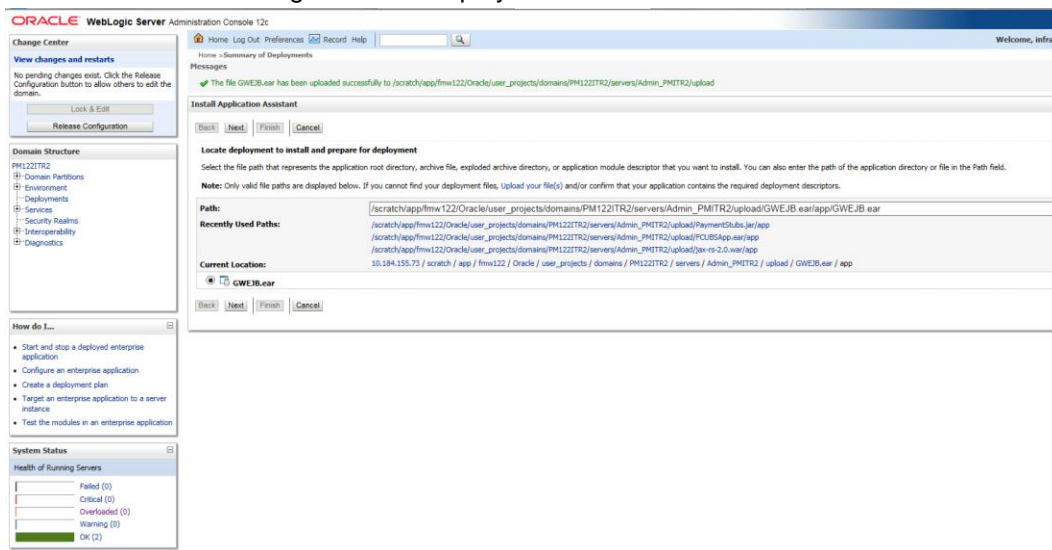 ORACLE WebLogic Server Administration Console 12c
Change Center
View changes and restarts
No pending changes exist. Click the Release
Configuration button to allow others to edit the
domain.
Lock & Edit
Release Configuration
Domain Structure
PM122ITR2
Domain Partitions
Environment
Deployments
Services
Security Realms
Interoperability
Diagnostics
How do I...
Start and stop a deployed enterprise
application
Configure an enterprise application
Create a deployment plan
Target an enterprise application to a server
instance
Test the modules in an enterprise application
System Status
Health of Running Servers
Failed (0)
Critical (0)
Overloaded (0)
Warning (0)
OK (2)
Home Log Out Preferences Record Help
Welcome, infra
Home >Summary of Deployments
Messages
The file GWEJB.ear has been uploaded successfully to /scratch/app/fmw122/Oracle/user_projects/domains/PM122ITR2/servers/Admin_PMITR2/upload
Install Application Assistant
Back Next Finish Cancel
Locate deployment to install and prepare for deployment
Select the file path that represents the application root directory, archive file, exploded archive directory, or application module descriptor that you want to install. You can also enter the path of the application directory or file in the Path field.
Note: Only valid file paths are displayed below. If you cannot find your deployment files, Upload your file(s) and/or confirm that your application contains the required deployment descriptors.
Path: /scratch/app/fmw122/Oracle/user_projects/domains/PM122ITR2/servers/Admin_PMITR2/upload/GWEJB.ear/app/GWEJB.ear
Recently Used Paths: /scratch/app/fmw122/Oracle/user_projects/domains/PM122ITR2/servers/Admin_PMITR2/upload/PaymentStubs.jar/app
/scratch/app/fmw122/Oracle/user_projects/domains/PM122ITR2/servers/Admin_PMITR2/upload/FCUBSApp.ear/app
/scratch/app/fmw122/Oracle/user_projects/domains/PM122ITR2/servers/Admin_PMITR2/upload/jax-rs-2.0.war/app
Current Location: 10.184.155.73 / scratch / app / fmw122 / Oracle / user_projects / domains / PM122ITR2 / servers / Admin_PMITR2 / upload / GWEJB.ear / app
GWEJB.ear
Back Next Finish Cancel